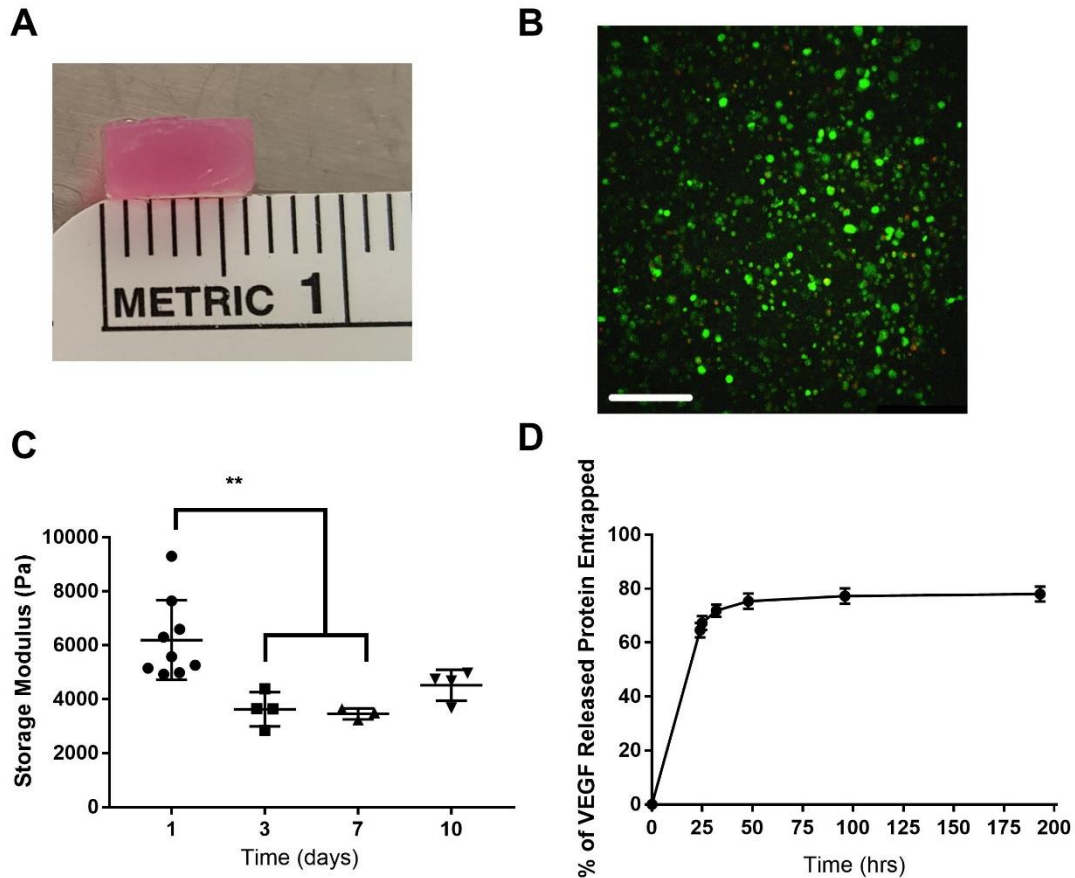 A
B
METRIC 1
C
**
Storage Modulus (Pa)
10000
8000
6000
4000
2000
0
1 3 7 10
Time (days)
D
% of VEGF Released Protein Entrapped
100
80
60
40
20
0
0 25 50 75 100 125 150 175 200
Time (hrs)